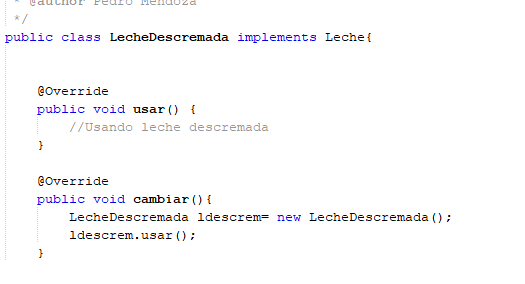 * @author Pedro Mendoza
*/
public class LecheDescremada implements Leche{
@Override
public void usar() {
//Usando leche descremada
}
@Override
public void cambiar(){
LecheDescremada ldescrem= new LecheDescremada();
ldescrem.usar();
}